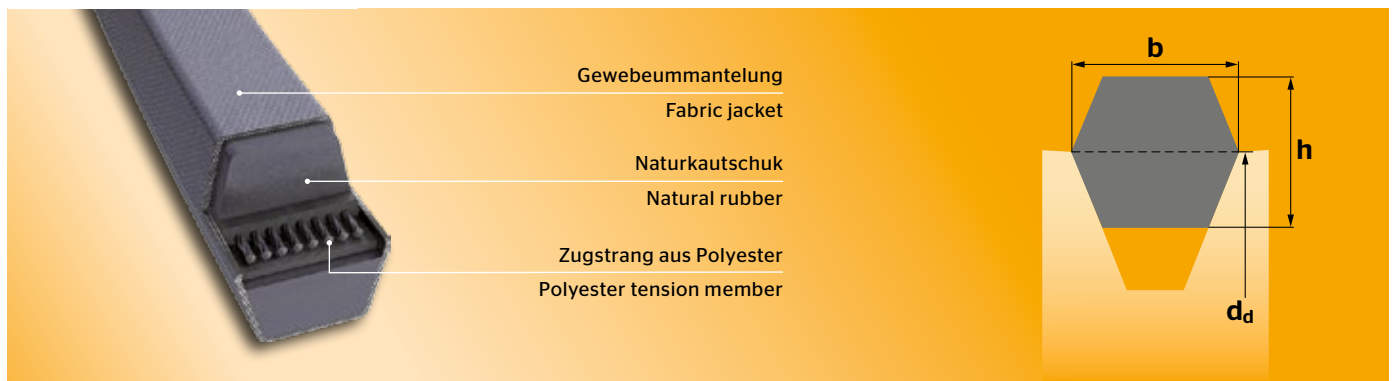 Gewebeummantelung
Fabric jacket
Naturkautschuk
Natural rubber
Zugstrang aus Polyester
Polyester tension member
b
h
dd